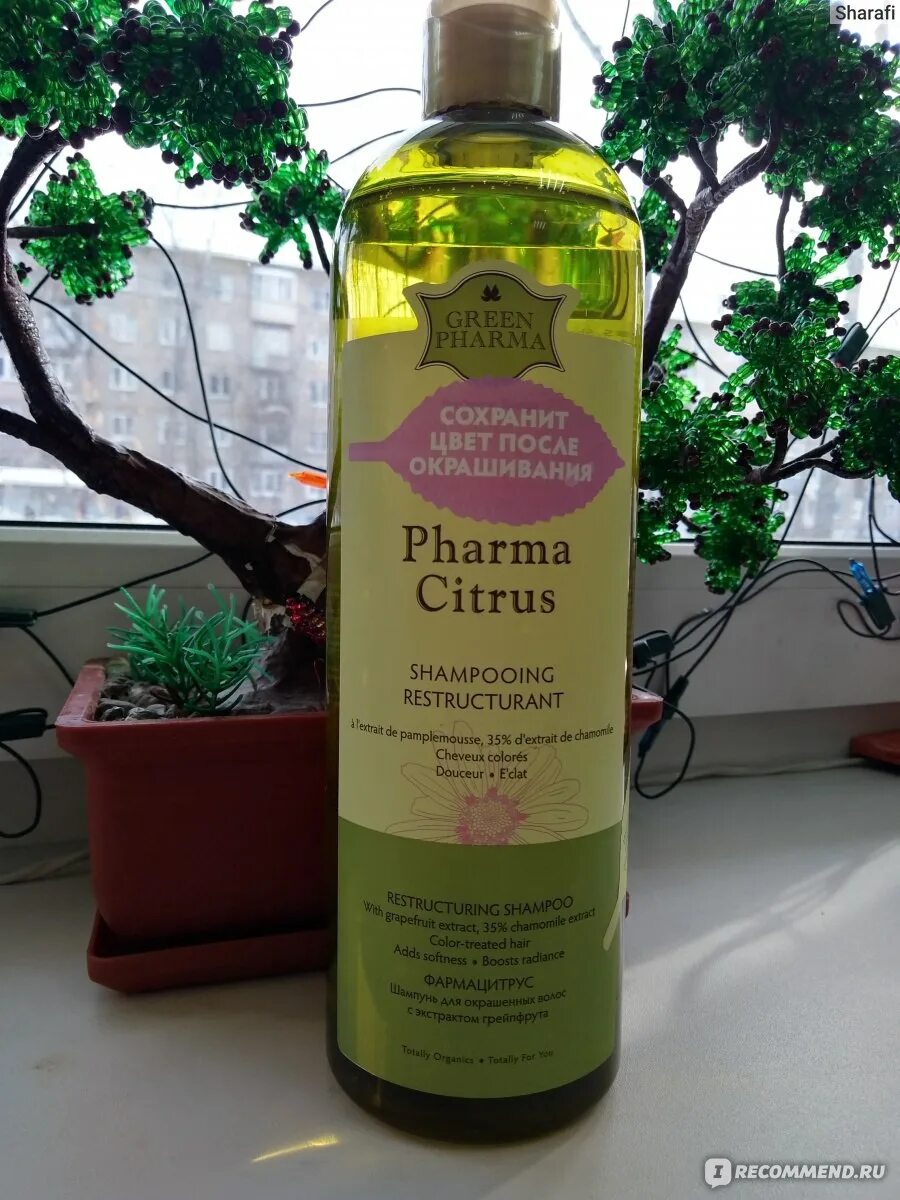 Sharafi
GREEN
PHARMA
СОХРАНИТ
ЦВЕТ ПОСЛЕ
ОКРАШИВАНИЯ
Pharma
Citrus
SHAMPOOING
RESTRUCTURANT
à l'extrait de pamplemousse, 35% d'extrait de chamomile
Cheveux colorés
Douceur • E'clat
RESTRUCTURING SHAMPOO
With grapefruit extract, 35% chamomile extract
Color-treated hair
Adds softness • Boosts radiance
ФАРМАЦИТРУС
Шампунь для окрашенных волос
с экстрактом грейпфрута
Totally Organics • Totally For You
IRECOMMEND.RU